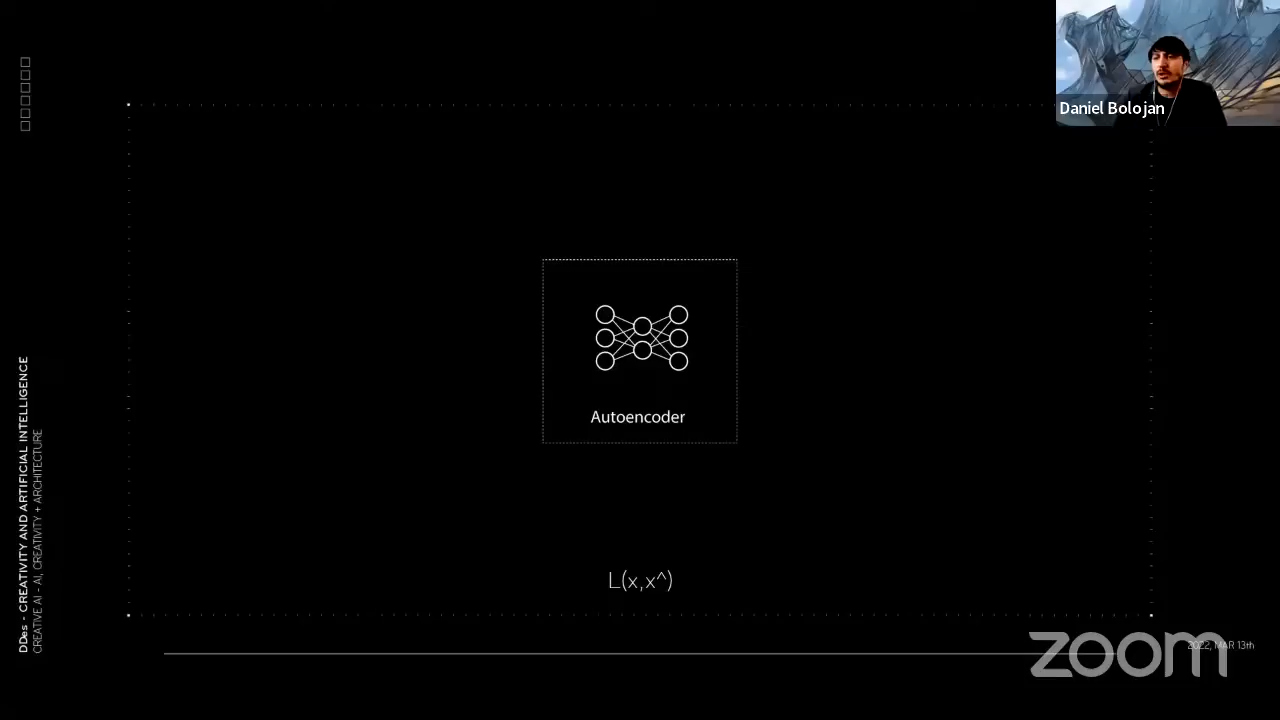 Daniel Bolojan
Autoencoder
L(x,x^)
DDes - CREATIVITY AND ARTIFICIAL INTELLIGENCE
CREATIVE AI - AI, CREATIVITY + ARCHITECTURE
zoom
2022, MAR 13th